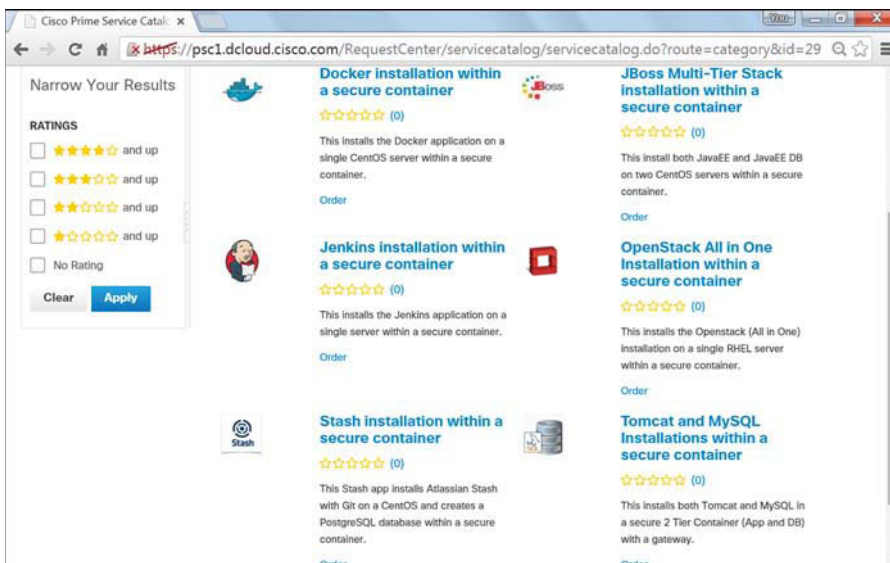 Cisco Prime Service Catalo
You
https://psc1.dcloud.cisco.com/RequestCenter/servicecatalog/servicecatalog.do?route=category&id=29
Narrow Your Results
RATINGS
and up
and up
and up
and up
No Rating
Clear
Apply
Docker installation within
a secure container
(0)
This installs the Docker application on a
single CentOS server within a secure
container.
Order
JBoss
JBoss Multi-Tier Stack
installation within a
secure container
(0)
This install both JavaEE and JavaEE DB
on two CentOS servers within a secure
container.
Order
Jenkins installation within
a secure container
(0)
This installs the Jenkins application on a
single server within a secure container.
Order
OpenStack All in One
Installation within a
secure container
(0)
This installs the Openstack (All in One)
installation on a single RHEL server
within a secure container.
Order
Stash
Stash installation within a
secure container
(0)
This Stash app installs Atlassian Stash
with Git on a CentOS and creates a
PostgreSQL database within a secure
container.
Order
Tomcat and MySQL
Installations within a
secure container
(0)
This installs both Tomcat and MySQL in
a secure 2 Tier Container (App and DB)
with a gateway.
Order